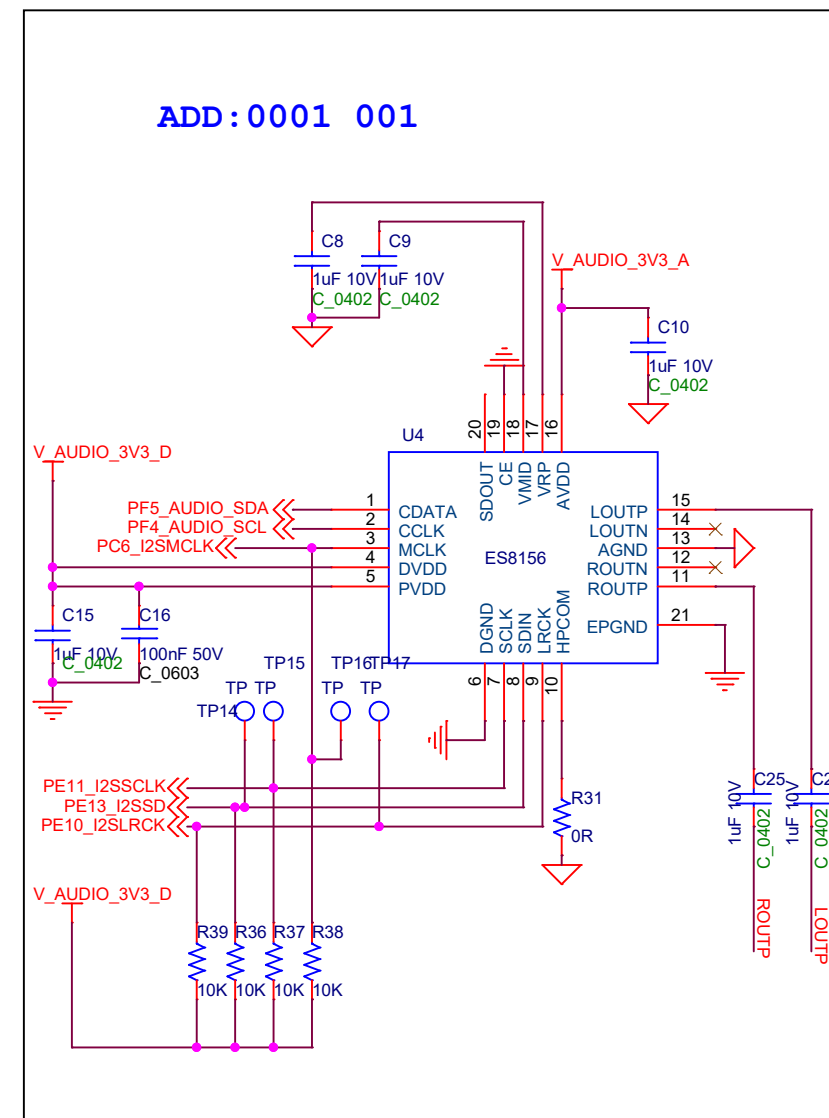 ADD:0001 001
C8
1uF 10V
C_0402
C9
1uF 10V
C_0402
V_AUDIO_3V3_A
C10
1uF 10V
C_0402
U4
20
19
18
17
16
SDOUT
CE
VMID
VRP
AVDD
V_AUDIO_3V3_D
PF5_AUDIO_SDA
PF4_AUDIO_SCL
PC6_I2SMCLK
1
2
3
4
5
CDATA
CCLK
MCLK
DVDD
PVDD
ES8156
LOUTP
LOUTN
AGND
ROUTN
ROUTP
EPGND
15
14
13
12
11
21
DGND
SCLK
SDIN
LRCK
HPCOM
6
7
8
9
10
C15
1uF 10V
C_0402
C16
100nF 50V
C_0603
TP15
TP16
TP17
TP
TP
TP
TP
TP14
PE11_I2SSCLK
PE13_I2SSD
PE10_I2SLRCK
R31
0R
C25
1uF 10V
C_0402
1uF 10V
C_0402
ROUTP
LOUTP
V_AUDIO_3V3_D
R39
R36
R37
R38
10K
10K
10K
10K